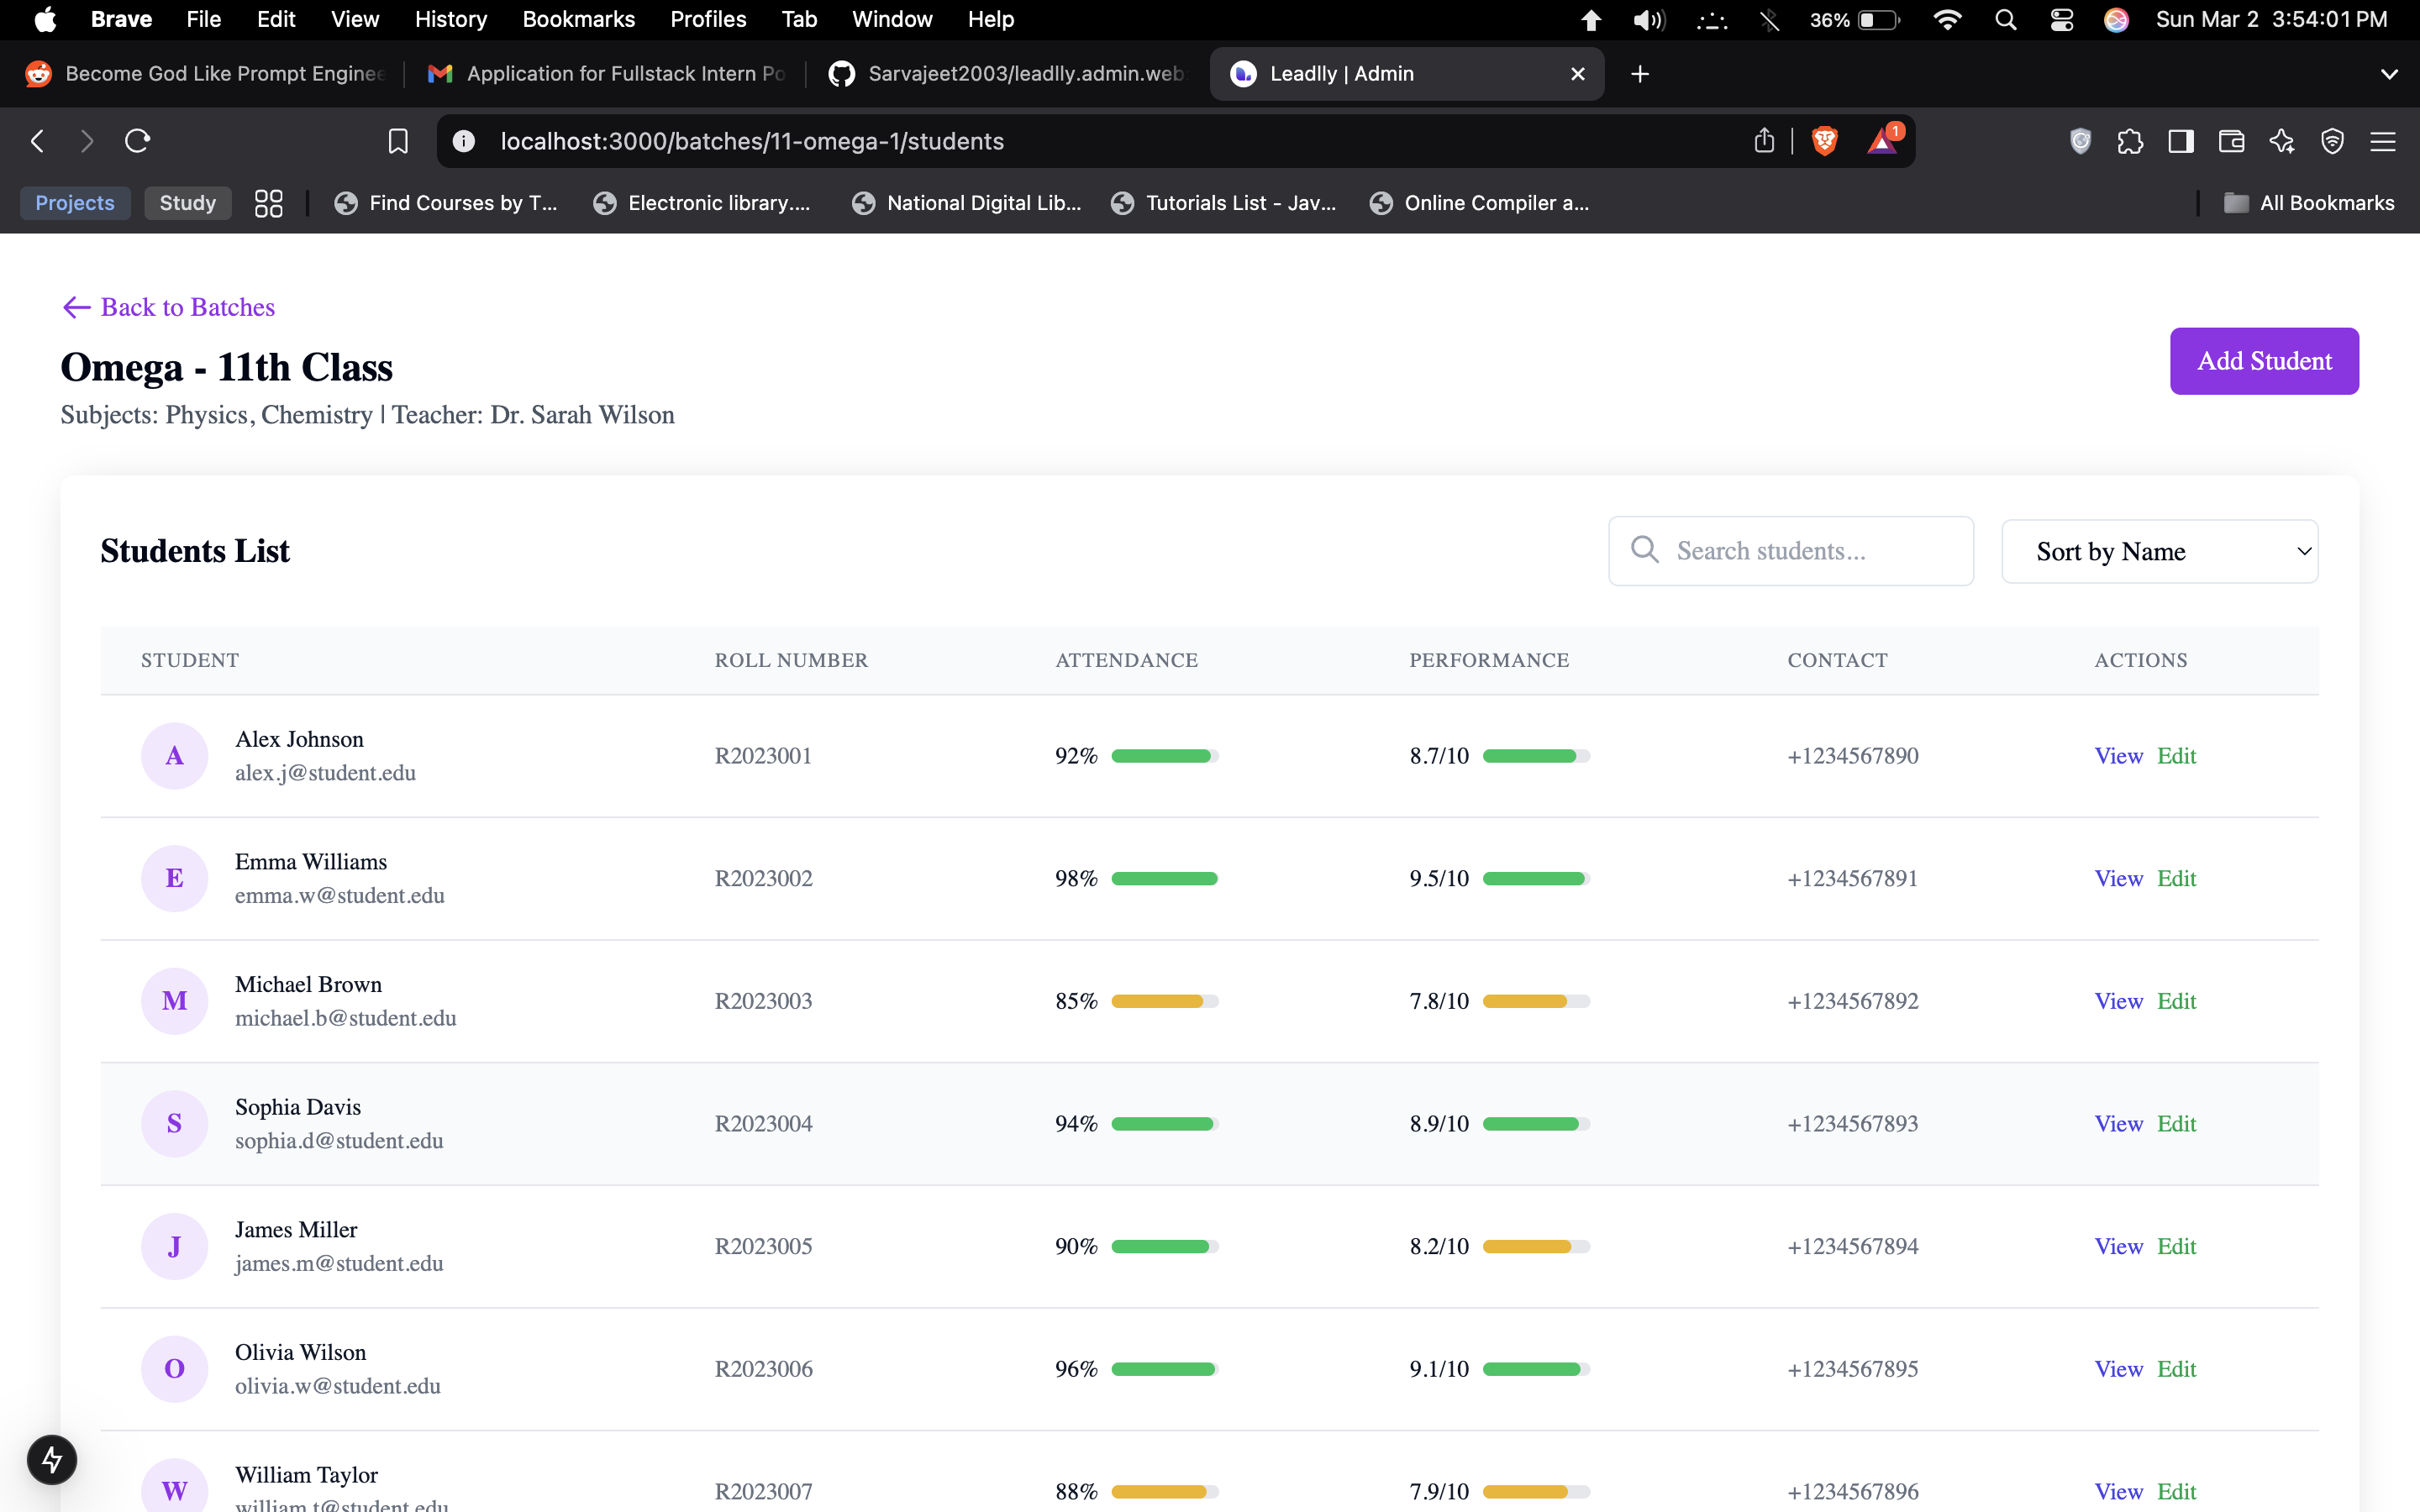 Brave File Edit View History Bookmarks Profiles Tab Window Help 36% Sun Mar 2 3:54:01 PM
Become God Like Prompt Enginee Application for Fullstack Intern Po Sarvajeet2003/leadlly.admin.web Leadlly | Admin
localhost:3000/batches/11-omega-1/students 1
Projects Study Find Courses by T... Electronic library.... National Digital Lib... Tutorials List - Jav... Online Compiler a... All Bookmarks
Back to Batches
Omega - 11th Class
Add Student
Subjects: Physics, Chemistry | Teacher: Dr. Sarah Wilson
Students List Search students... Sort by Name
STUDENT ROLL NUMBER ATTENDANCE PERFORMANCE CONTACT ACTIONS
A Alex Johnson
alex.j@student.edu
R2023001 92% 8.7/10 +1234567890 View Edit
E Emma Williams
emma.w@student.edu
R2023002 98% 9.5/10 +1234567891 View Edit
M Michael Brown
michael.b@student.edu
R2023003 85% 7.8/10 +1234567892 View Edit
S Sophia Davis
sophia.d@student.edu
R2023004 94% 8.9/10 +1234567893 View Edit
J James Miller
james.m@student.edu
R2023005 90% 8.2/10 +1234567894 View Edit
O Olivia Wilson
olivia.w@student.edu
R2023006 96% 9.1/10 +1234567895 View Edit
W William Taylor
william.t@student.edu
R2023007 88% 7.9/10 +1234567896 View Edit